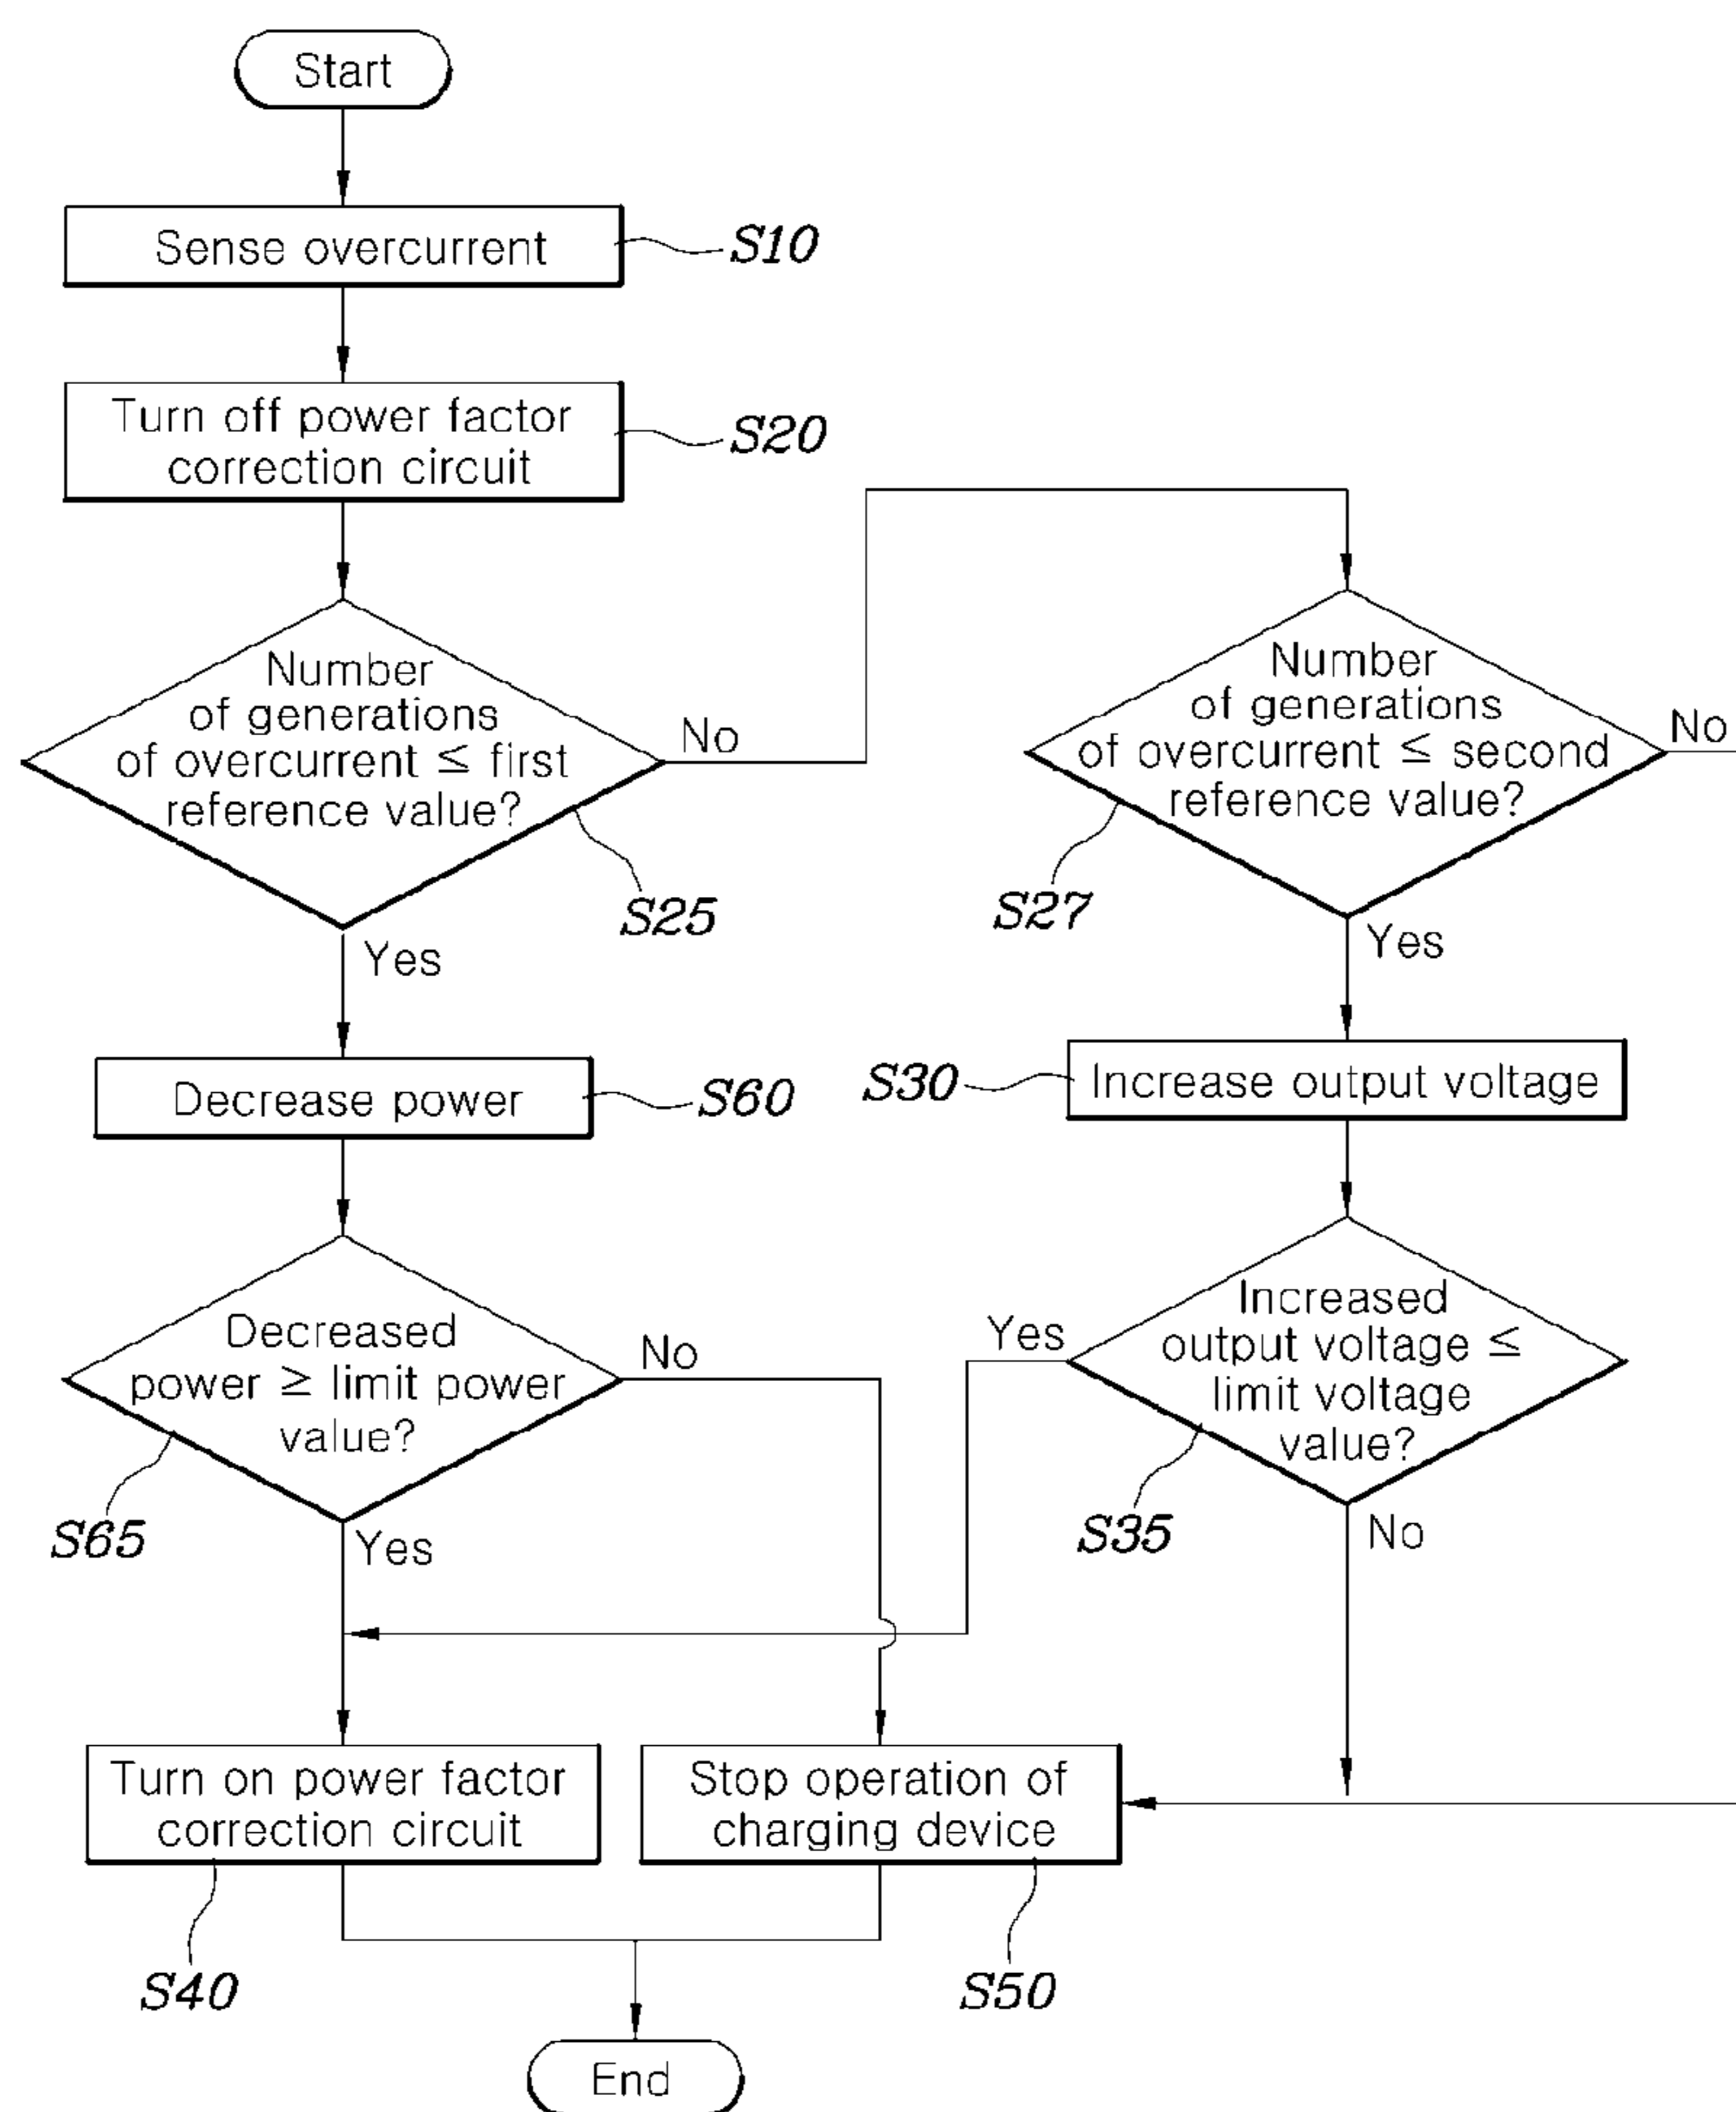 Start
Sense overcurrent
S10
Turn off power factor
correction circuit
S20
Number
of generations
of overcurrent ≤ first
reference value?
No
S25
Yes
Number
of generations
of overcurrent ≤ second
reference value?
No
S27
Yes
Decrease power
S60
S30
Increase output voltage
Decreased
power ≥ limit power
value?
No
S65
Yes
Increased
output voltage ≤
limit voltage
value?
Yes
S35
No
Turn on power factor
correction circuit
S40
Stop operation of
charging device
S50
End